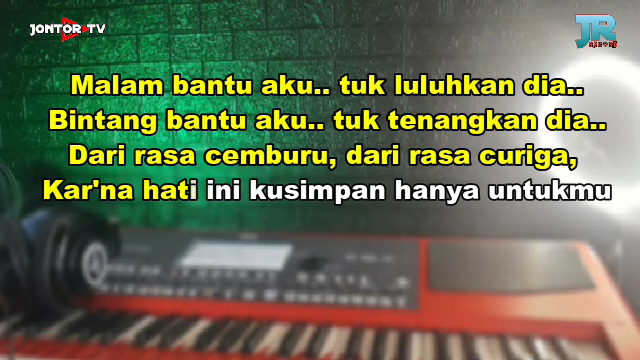 JONTOR TV
JR
Malam bantu aku.. tuk luluhkan dia..
Bintang bantu aku.. tuk tenangkan dia..
Dari rasa cemburu, dari rasa curiga,
Kar'na hati ini kusimpan hanya untukmu